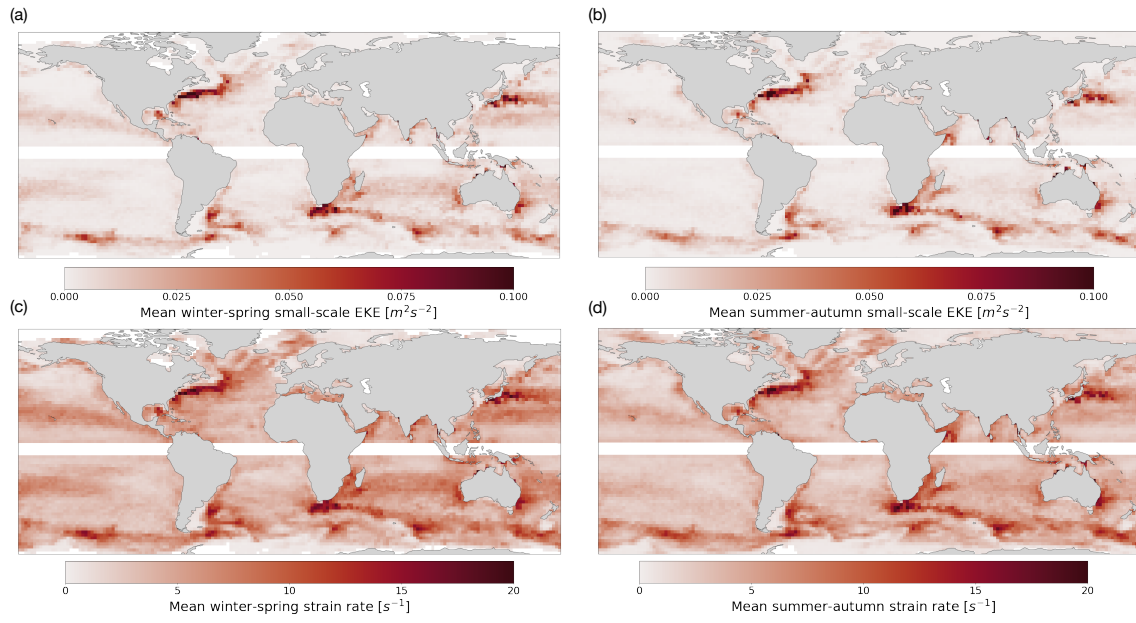 (a) (b)
0.000 0.025 0.050 0.075 0.100 0.000 0.025 0.050 0.075 0.100
Mean winter-spring small-scale EKE [m²s⁻²] Mean summer-autumn small-scale EKE [m²s⁻²]
(c) (d)
0 5 10 15 20 0 5 10 15 20
Mean winter-spring strain rate [s⁻¹] Mean summer-autumn strain rate [s⁻¹]